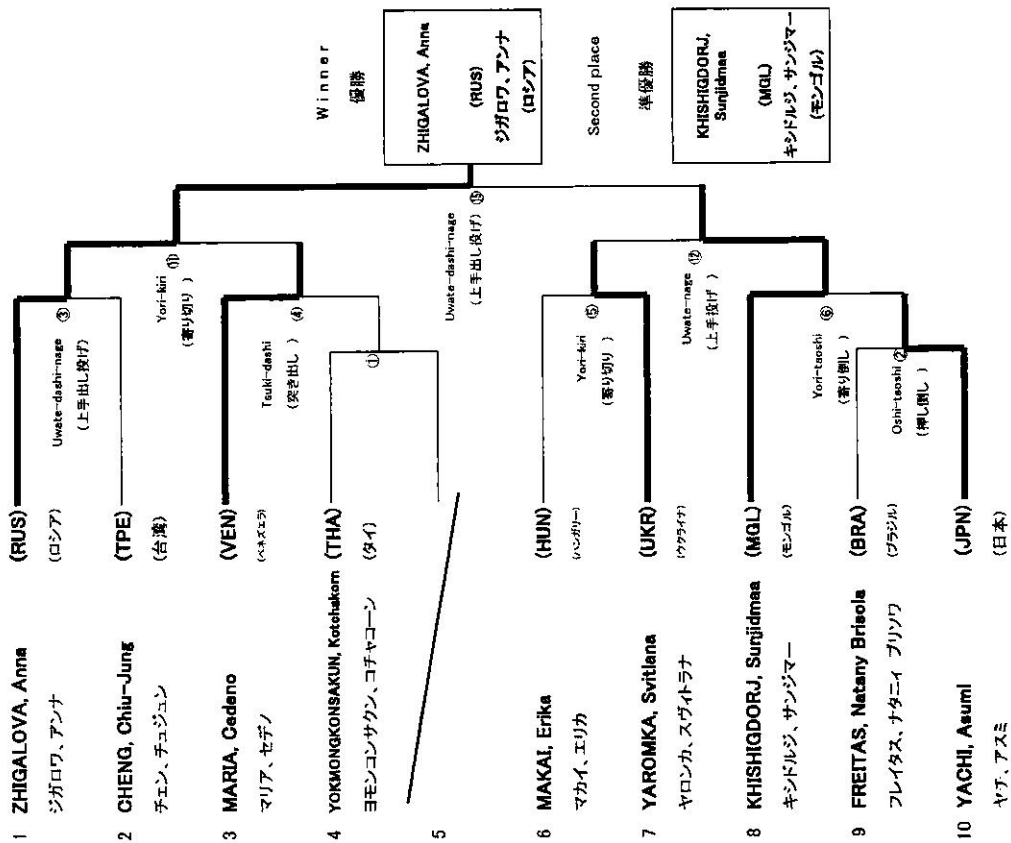 1 ZHIGALOVA, Anna (RUS)
ジガロワ、アンナ (ロシア)
2 CHENG, Chiu-Jung (TPE)
チェン、チュジュン (台湾)
3 MARIA, Cedeno (VEN)
マリア、セデノ (ベネズエラ)
4 YOKMONGKONSAKUN, Kotchakorn (THA)
ヨモンコンサクン、コチャコーン (タイ)
5
6 MAKAI, Erika (HUN)
マカイ、エリカ (ハンガリー)
7 YAROMKA, Svitlana (UKR)
ヤロンカ、スヴィトラナ (ウクライナ)
8 KHISHIGDORJ, Sunjidmaa (MGL)
キシドルジ、サンジマー (モンゴル)
9 FREITAS, Natany Brisola (BRA)
フレイタス、ナタニィ ブリソワ (ブラジル)
10 YACHI, Asumi (JPN)
ヤチ、アスミ (日本)
Uwate-dashi-nage ③
(上手出し投げ)
Tsuki-dashi ④
(突き出し )
①
Yori-kiri ⑤
(寄り切り )
Yori-taoshi ⑥
(寄り倒し )
Oshi-taoshi ②
(押し倒し )
Yori-kiri ⑪
(寄り切り )
Uwate-nage ⑫
(上手投げ )
Uwate-dashi-nage
(上手出し投げ)
Winner
優勝
ZHIGALOVA, Anna
(RUS)
ジガロワ、アンナ
(ロシア)
Second place
準優勝
KHISHIGDORJ,
Sunjidmaa
(MGL)
キシドルジ、サンジマー
(モンゴル)